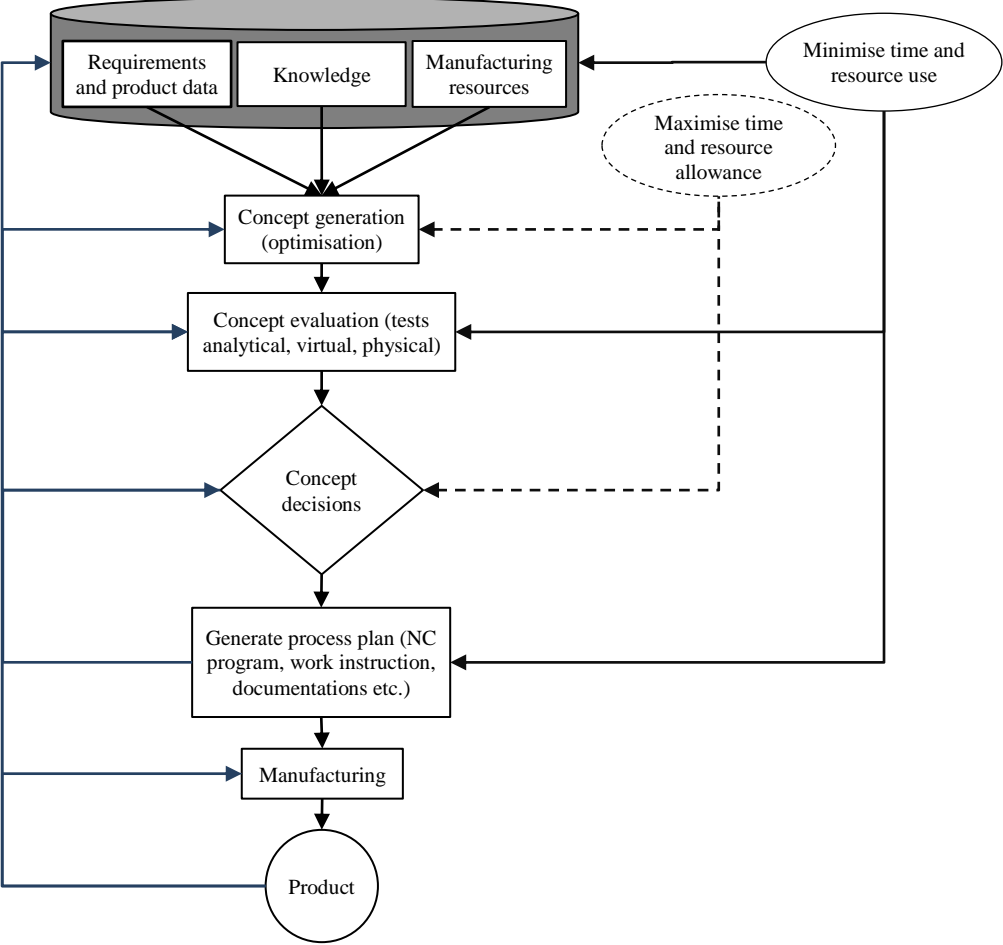 Requirements
and product data
Knowledge
Manufacturing
resources
Minimise time and
resource use
Maximise time
and resource
allowance
Concept generation
(optimisation)
Concept evaluation (tests
analytical, virtual, physical)
Concept
decisions
Generate process plan (NC
program, work instruction,
documentations etc.)
Manufacturing
Product